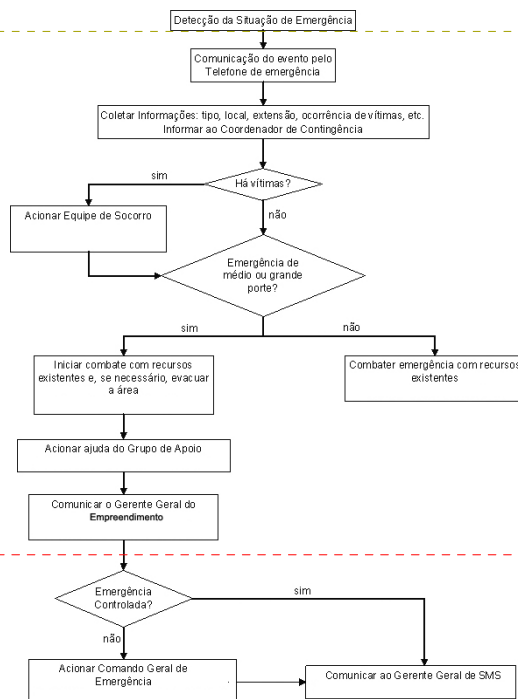 Detecção da Situação de Emergência
Comunicação do evento pelo
Telefone de emergência
Coletar Informações: tipo, local, extensão, ocorrência de vítimas, etc.
Informar ao Coordenador de Contingência
Há vítimas?
sim
não
Acionar Equipe de Socorro
Emergência de
médio ou grande
porte?
sim
não
Iniciar combate com recursos
existentes e, se necessário, evacuar
a área
Combater emergência com recursos
existentes
Acionar ajuda do Grupo de Apoio
Comunicar o Gerente Geral do
Empreendimento
Emergência
Controlada?
sim
não
Acionar Comando Geral de
Emergência
Comunicar ao Gerente Geral de SMS